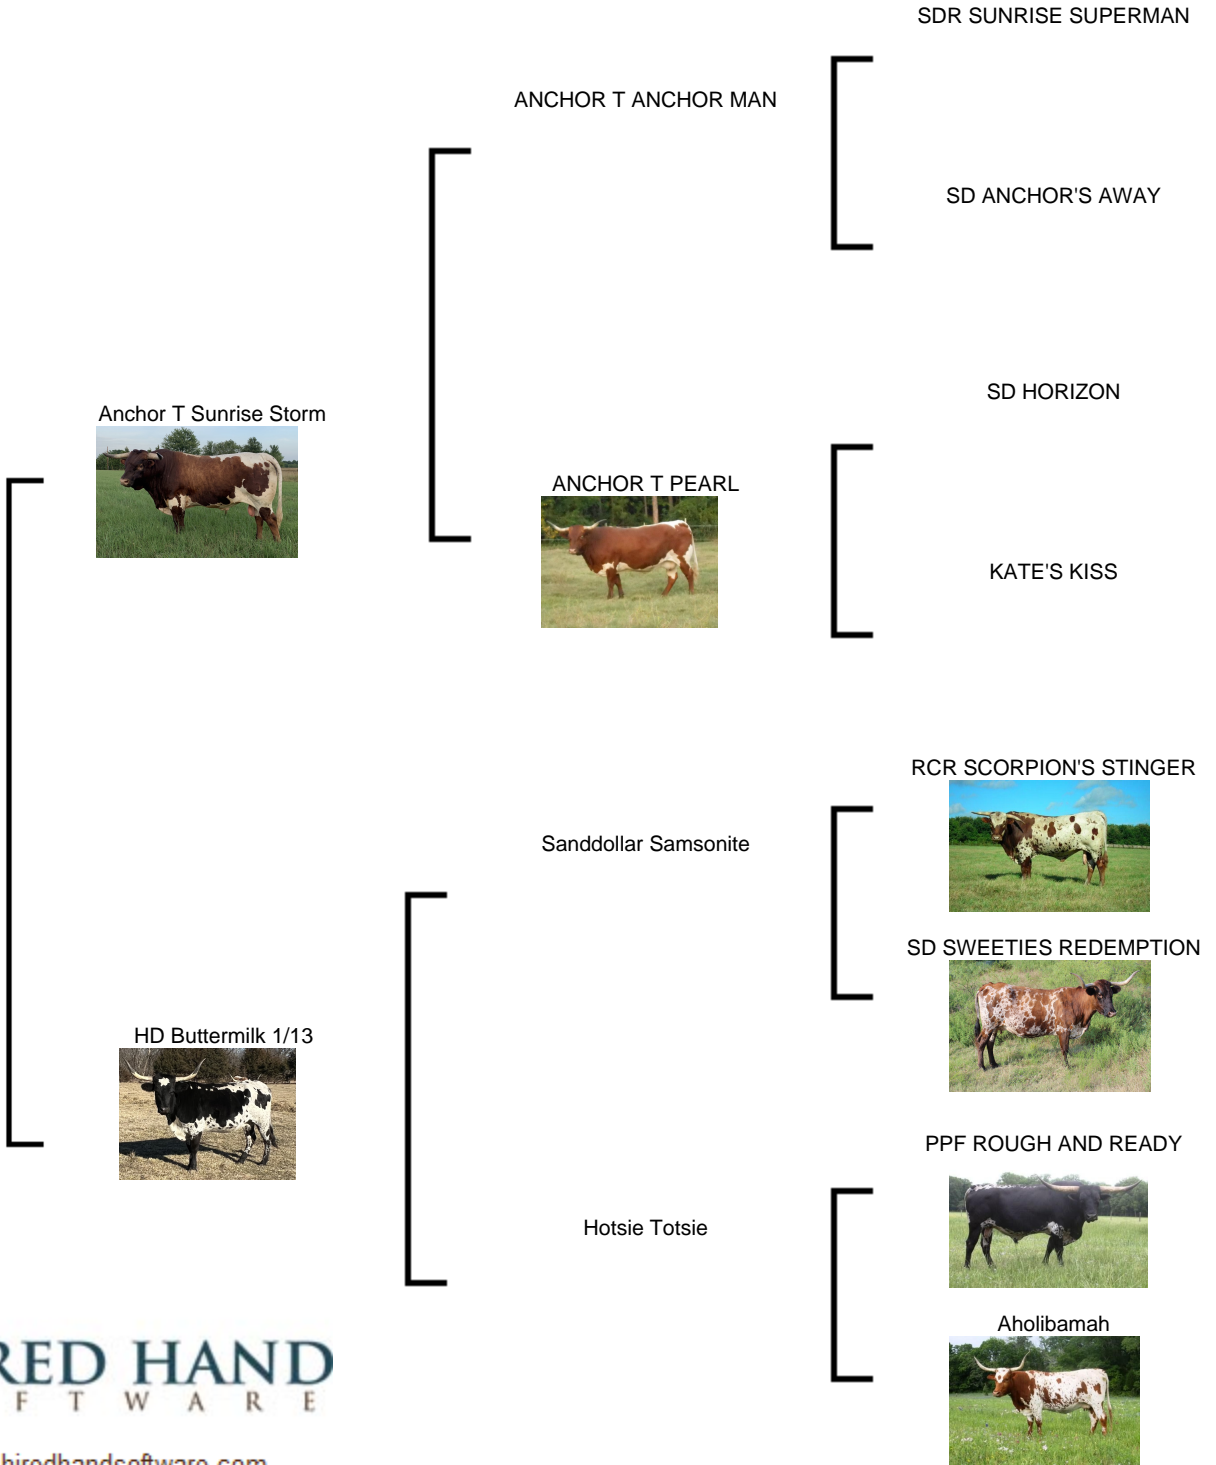 SDR SUNRISE SUPERMAN
ANCHOR T ANCHOR MAN
SD ANCHOR'S AWAY
SD HORIZON
Anchor T Sunrise Storm
ANCHOR T PEARL
KATE'S KISS
RCR SCORPION'S STINGER
Sanddollar Samsonite
SD SWEETIES REDEMPTION
HD Buttermilk 1/13
PPF ROUGH AND READY
Hotsie Totsie
Aholibamah
RED HAND
F T W A R E
hiredhandsoftware.com